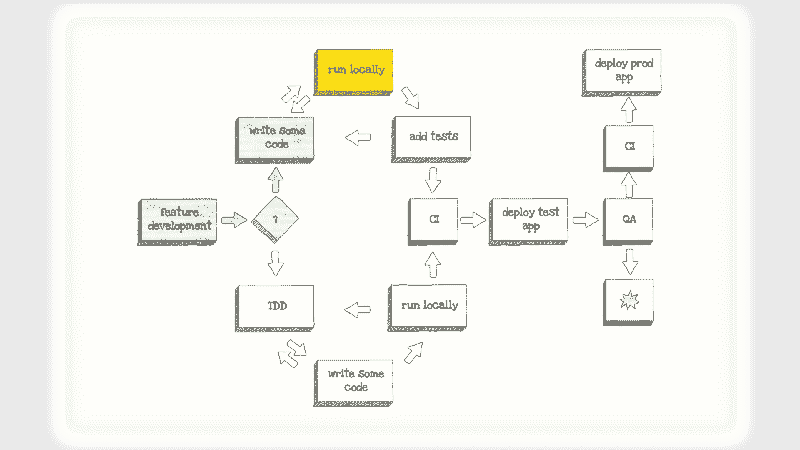 run locally
deploy prod
app
write some
code
add tests
CI
feature
development
?
CI
deploy test
app
QA
TDD
run locally
write some
code